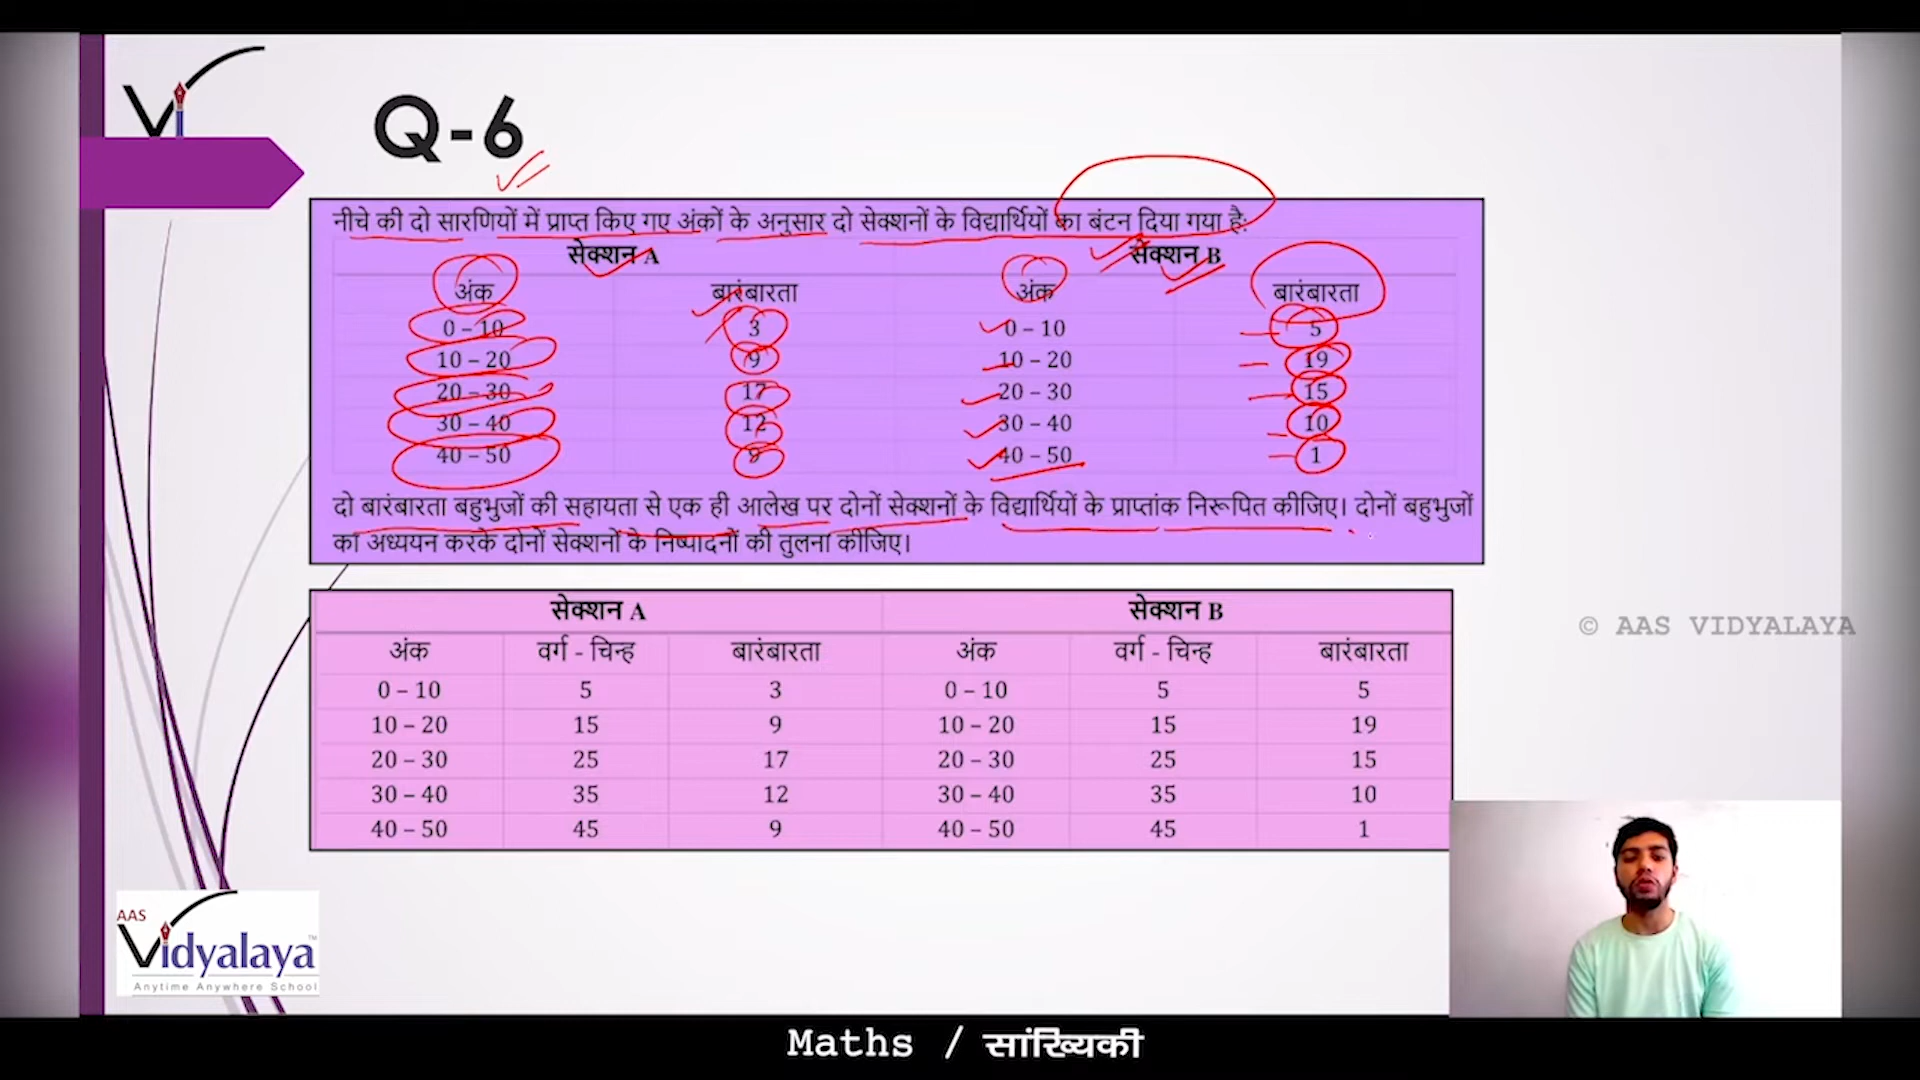 Q-6
नीचे की दो सारणियों में प्राप्त किए गए अंकों के अनुसार दो सेक्शनों के विद्यार्थियों का बंटन दिया गया है:
सेक्शन A सेक्शन B
अंक बारंबारता अंक बारंबारता
0 – 10 3 0 – 10 5
10 – 20 9 10 – 20 19
20 – 30 17 20 – 30 15
30 – 40 12 30 – 40 10
40 – 50 9 40 – 50 1
दो बारंबारता बहुभुजों की सहायता से एक ही आलेख पर दोनों सेक्शनों के विद्यार्थियों के प्राप्तांक निरूपित कीजिए। दोनों बहुभुजों
का अध्ययन करके दोनों सेक्शनों के निष्पादनों की तुलना कीजिए।
सेक्शन A सेक्शन B
अंक वर्ग - चिन्ह बारंबारता अंक वर्ग - चिन्ह बारंबारता
0 – 10 5 3 0 – 10 5 5
10 – 20 15 9 10 – 20 15 19
20 – 30 25 17 20 – 30 25 15
30 – 40 35 12 30 – 40 35 10
40 – 50 45 9 40 – 50 45 1
© AAS VIDYALAYA
AAS
Vidyalaya™
Anytime Anywhere School
Maths / सांख्यिकी